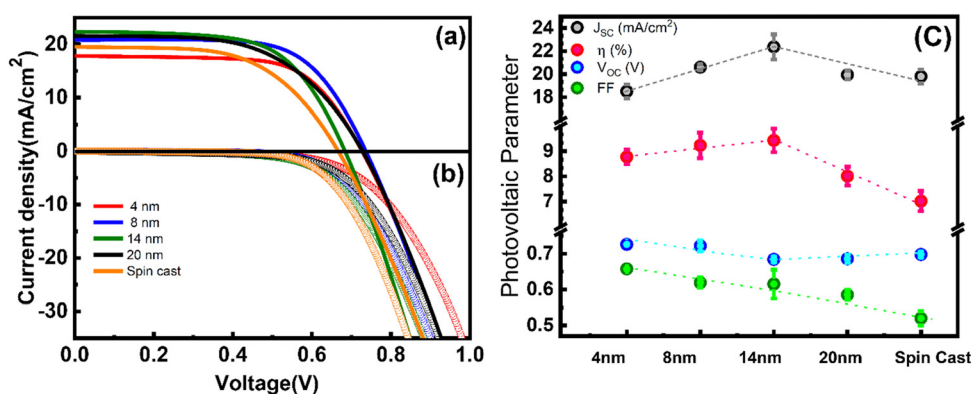 (a)
Current density(mA/cm²)
20
10
0
-10
-20
-30
(b)
4 nm
8 nm
14 nm
20 nm
Spin cast
0.0 0.2 0.4 0.6 0.8 1.0
Voltage(V)
(C)
Photovoltaic Parameter
J_SC (mA/cm²)
η (%)
V_OC (V)
FF
24
22
20
18
9
8
7
0.7
0.6
0.5
4nm 8nm 14nm 20nm Spin Cast